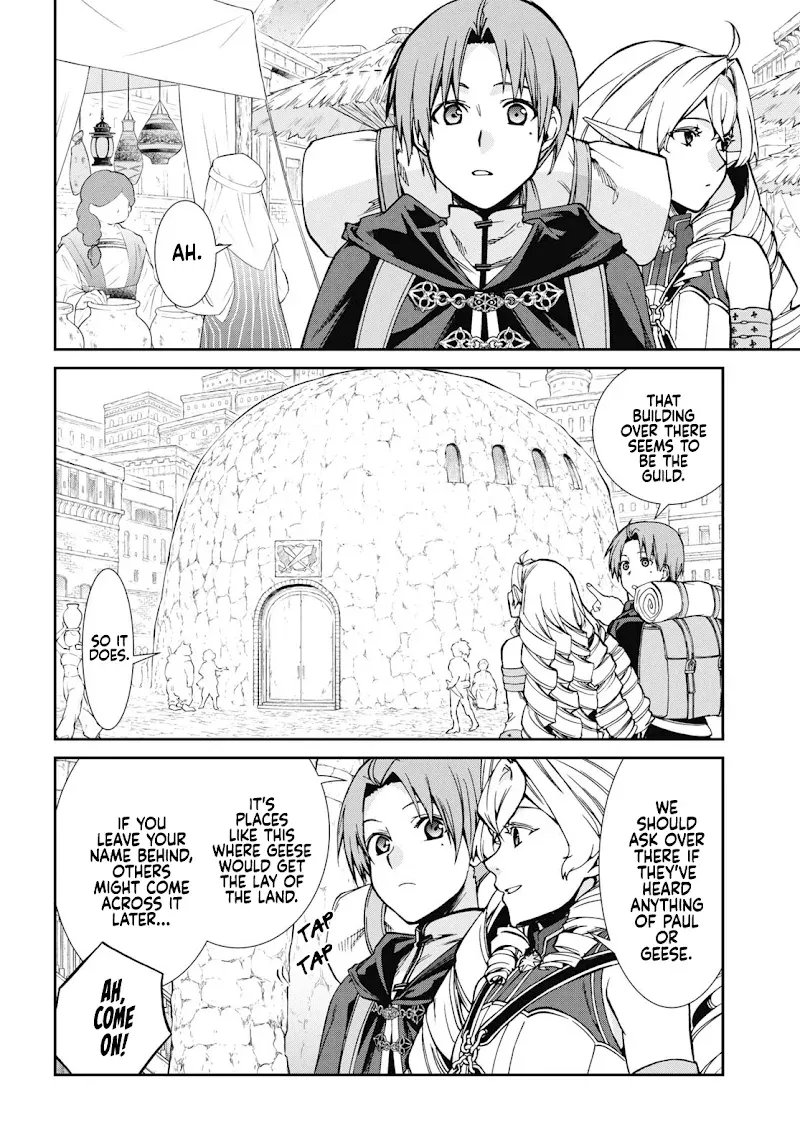 AH.
THAT
BUILDING
OVER THERE
SEEMS TO
BE THE
GUILD.
SO IT
DOES.
WE
SHOULD
ASK OVER
THERE IF
THEY'VE
HEARD
ANYTHING
OF PAUL
OR
GEESE.
IT'S
PLACES
LIKE THIS
WHERE GEESE
WOULD GET
THE LAY OF
THE LAND.
TAP
TAP
IF YOU
LEAVE YOUR
NAME BEHIND,
OTHERS
MIGHT COME
ACROSS IT
LATER...
AH,
COME
ON!